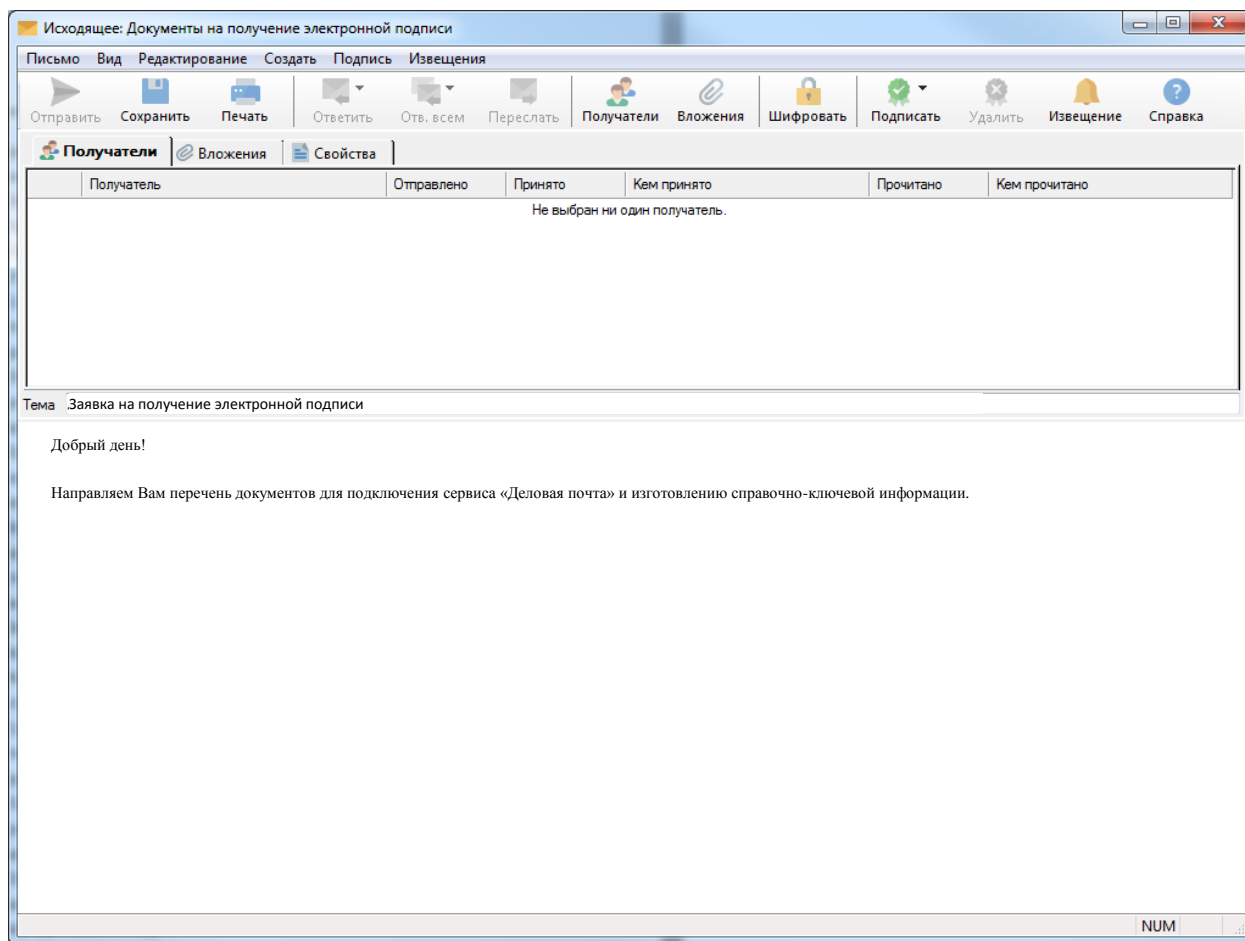 Исходящее: Документы на получение электронной подписи
Письмо Вид Редактирование Создать Подпись Извещения
Отправить Сохранить Печать Ответить Отв. всем Переслать Получатели Вложения Шифровать Подписать Удалить Извещение Справка
Получатели Вложения Свойства
Получатель Отправлено Принято Кем принято Прочитано Кем прочитано
Не выбран ни один получатель.
Тема Заявка на получение электронной подписи
Добрый день!
Направляем Вам перечень документов для подключения сервиса «Деловая почта» и изготовлению справочно-ключевой информации.
NUM